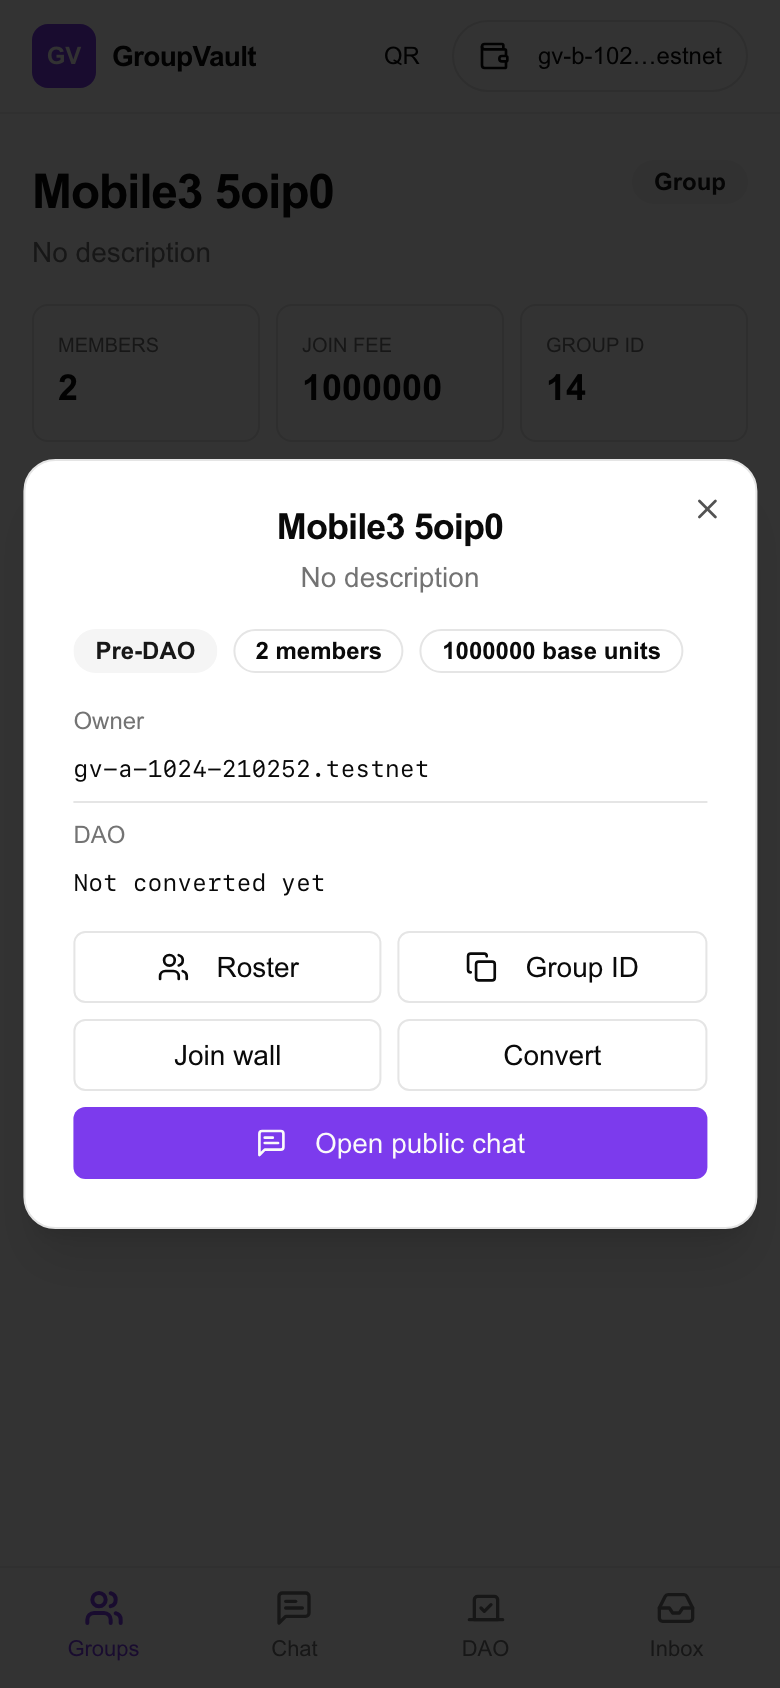 GV GroupVault QR gv-b-102...estnet
Mobile3 5oip0 Group
No description
MEMBERS JOIN FEE GROUP ID
2 1000000 14
Mobile3 5oip0
No description
Pre-DAO 2 members 1000000 base units
Owner
gv-a-1024-210252.testnet
DAO
Not converted yet
Roster Group ID
Join wall Convert
Open public chat
Groups Chat DAO Inbox